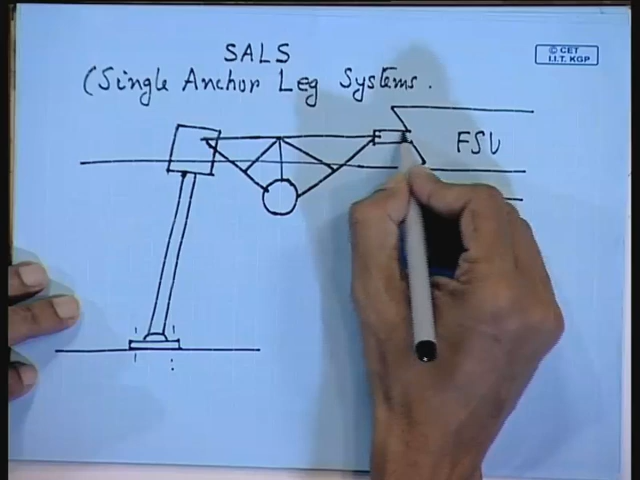 SALS
(Single Anchor Leg Systems.
© CET
I.I.T. KGP
FSU